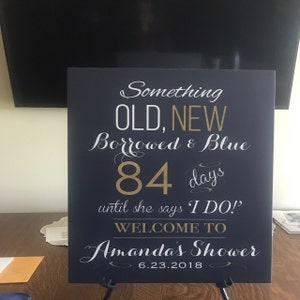 Something
OLD, NEW
Borrowed & Blue
84 days
until she says "I DO!"
WELCOME TO
Amanda's Shower
6.23.2018